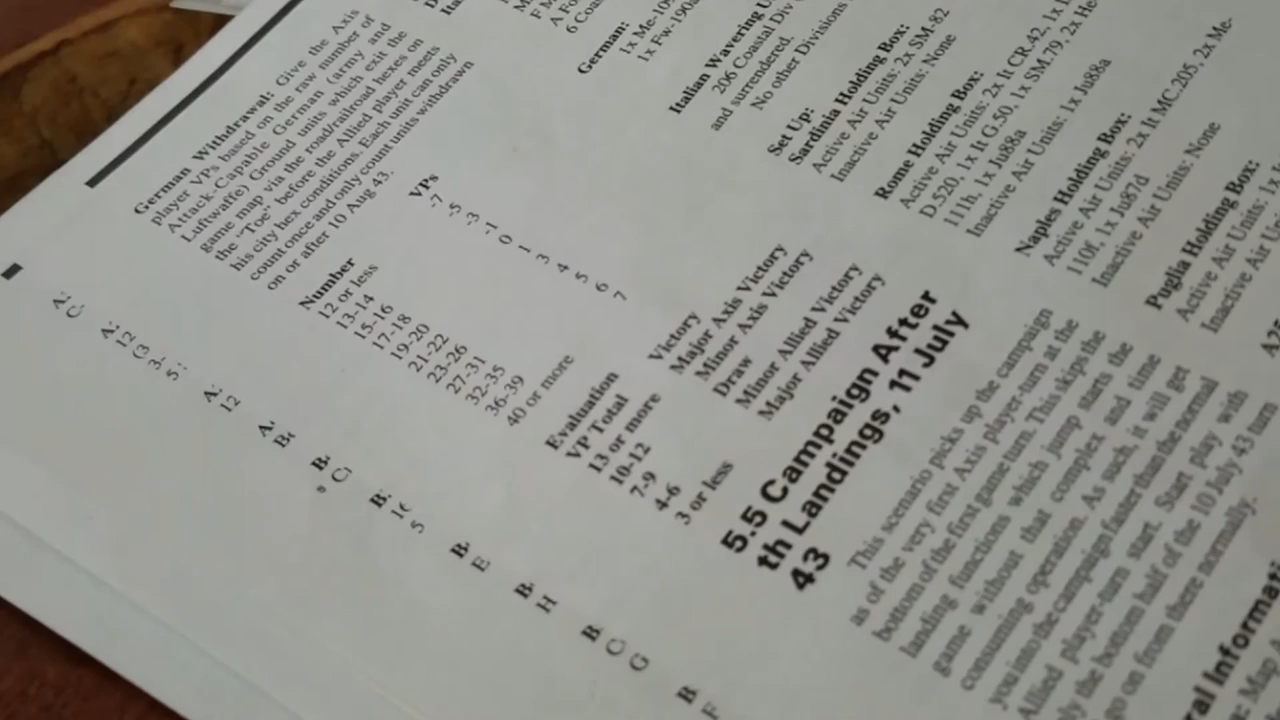 German Withdrawal: Give the Axis
player VPs based on the raw number of
Attack-Capable German (army and
Luftwaffe) Ground units which exit the
game map via the road/railroad hexes on
the "Toe" before the Allied player meets
his city hex conditions. Each unit can only
count once and only count units withdrawn
on or after 10 Aug 43.
Number VPs
12 or less -7
13-14 -5
15-16 -3
17-18 -1
19-20 0
21-22 1
23-26 3
27-31 4
32-35 5
36-39 6
40 or more 7
Evaluation
VP Total Victory
13 or more Major Axis Victory
10-12 Minor Axis Victory
7-9 Draw
4-6 Minor Allied Victory
3 or less Major Allied Victory
5.5 Campaign After
th Landings, 11 July
43
This scenario picks up the campaign
as of the very first Axis player-turn at the
bottom of the first game turn. This skips the
landing functions which jump starts the
game without that complex and time
consuming operation. As such, it will get
you into the campaign faster than the normal
Allied player-turn start. Start play with
the bottom half of the 10 July 43 turn
go on from there normally.
German:
1x Me-109
1x Fw-190
Italian Wavering
206 Coastal Div
and surrendered.
No other Divisions
Set Up:
Sardinia Holding Box:
Active Air Units: 2x SM-82
Inactive Air Units: None
Rome Holding Box:
Active Air Units: 2x It CR.42, 1x
D.520, 1x It G.50, 1x SM.79, 2x He-
111h, 1x Ju88a
Inactive Air Units: 1x Ju88a
Naples Holding Box:
Active Air Units: 2x It MC.205, 2x Me-
110f, 1x Ju87d
Inactive Air Units: None
Puglia Holding Box:
Active Air Units: 1x
Inactive Air